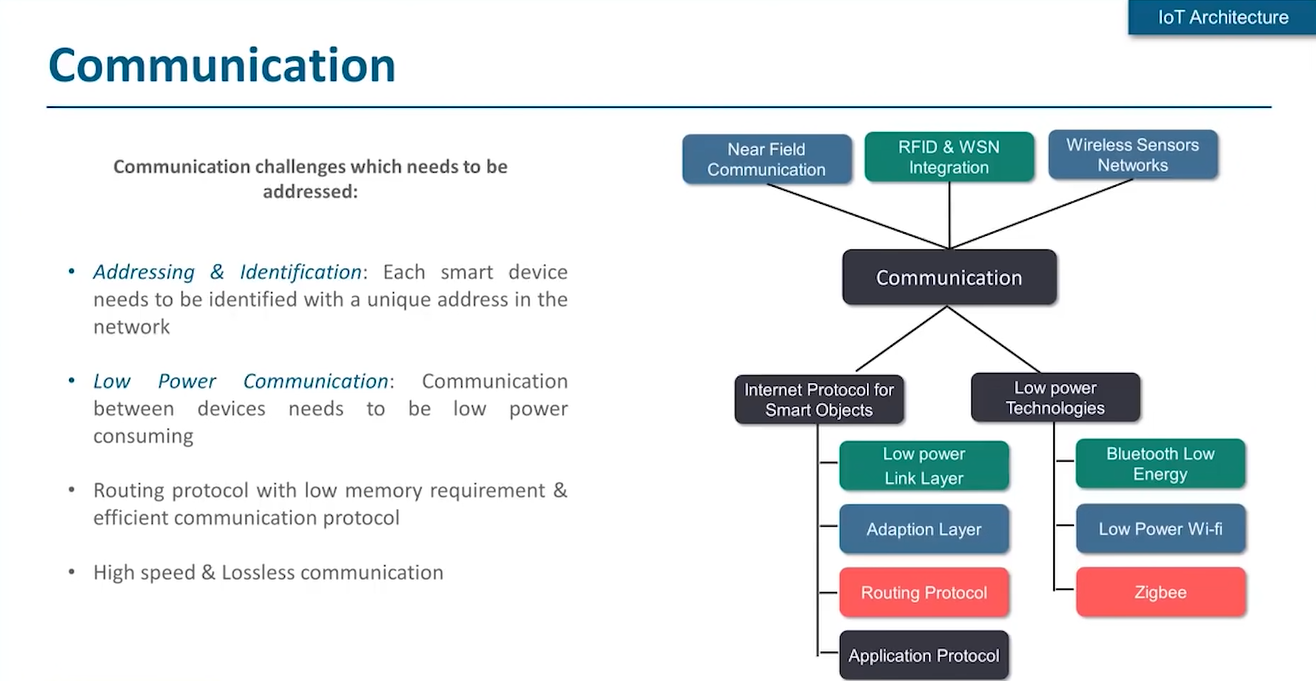 IoT Architecture
Communication
Communication challenges which needs to be
addressed:
• Addressing & Identification: Each smart device
needs to be identified with a unique address in the
network
• Low Power Communication: Communication
between devices needs to be low power
consuming
• Routing protocol with low memory requirement &
efficient communication protocol
• High speed & Lossless communication
Near Field
Communication
RFID & WSN
Integration
Wireless Sensors
Networks
Communication
Internet Protocol for
Smart Objects
Low power
Link Layer
Adaption Layer
Routing Protocol
Application Protocol
Low power
Technologies
Bluetooth Low
Energy
Low Power Wi-fi
Zigbee